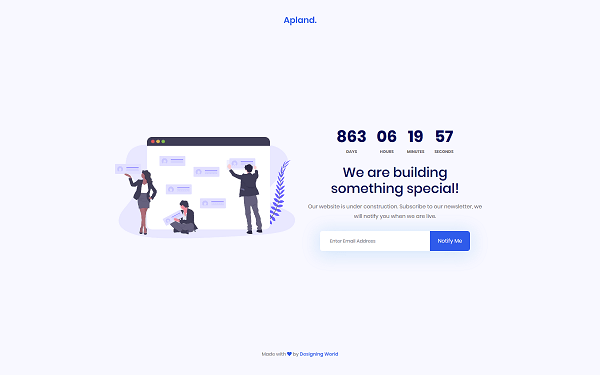 Apland.
863 06 19 57
DAYS HOURS MINUTES SECONDS
We are building
something special!
Our website is under construction. Subscribe to our newsletter, we
will notify you when we are live.
Enter Email Address
Notify Me
Made with by Designing World